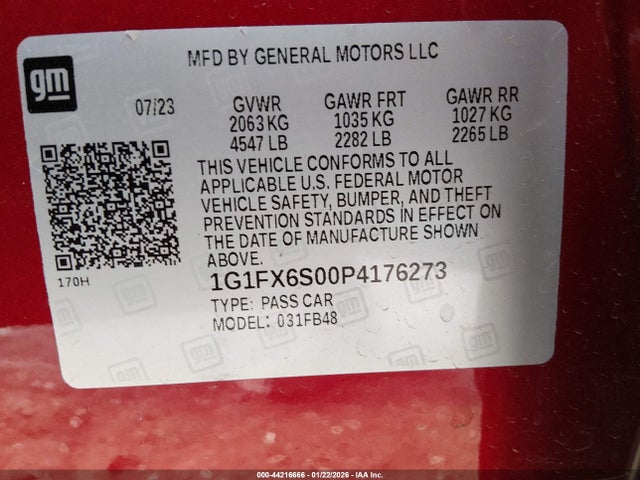 gm
MFD BY GENERAL MOTORS LLC
07/23
GVWR
2063 KG
4547 LB
GAWR FRT
1035 KG
2282 LB
GAWR RR
1027 KG
2265 LB
THIS VEHICLE CONFORMS TO ALL
APPLICABLE U.S. FEDERAL MOTOR
VEHICLE SAFETY, BUMPER, AND THEFT
PREVENTION STANDARDS IN EFFECT ON
THE DATE OF MANUFACTURE SHOWN
ABOVE.
170H
1G1FX6S00P4176273
TYPE: PASS CAR
MODEL: 031FB48
000-44216666 - 01/22/2026 - IAA Inc.